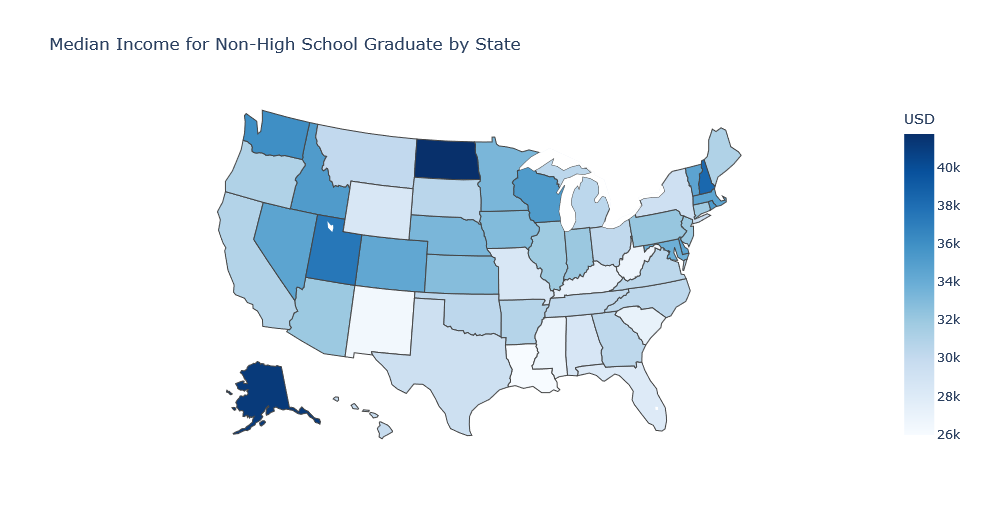 Median Income for Non-High School Graduate by State
USD
40k
38k
36k
34k
32k
30k
28k
26k